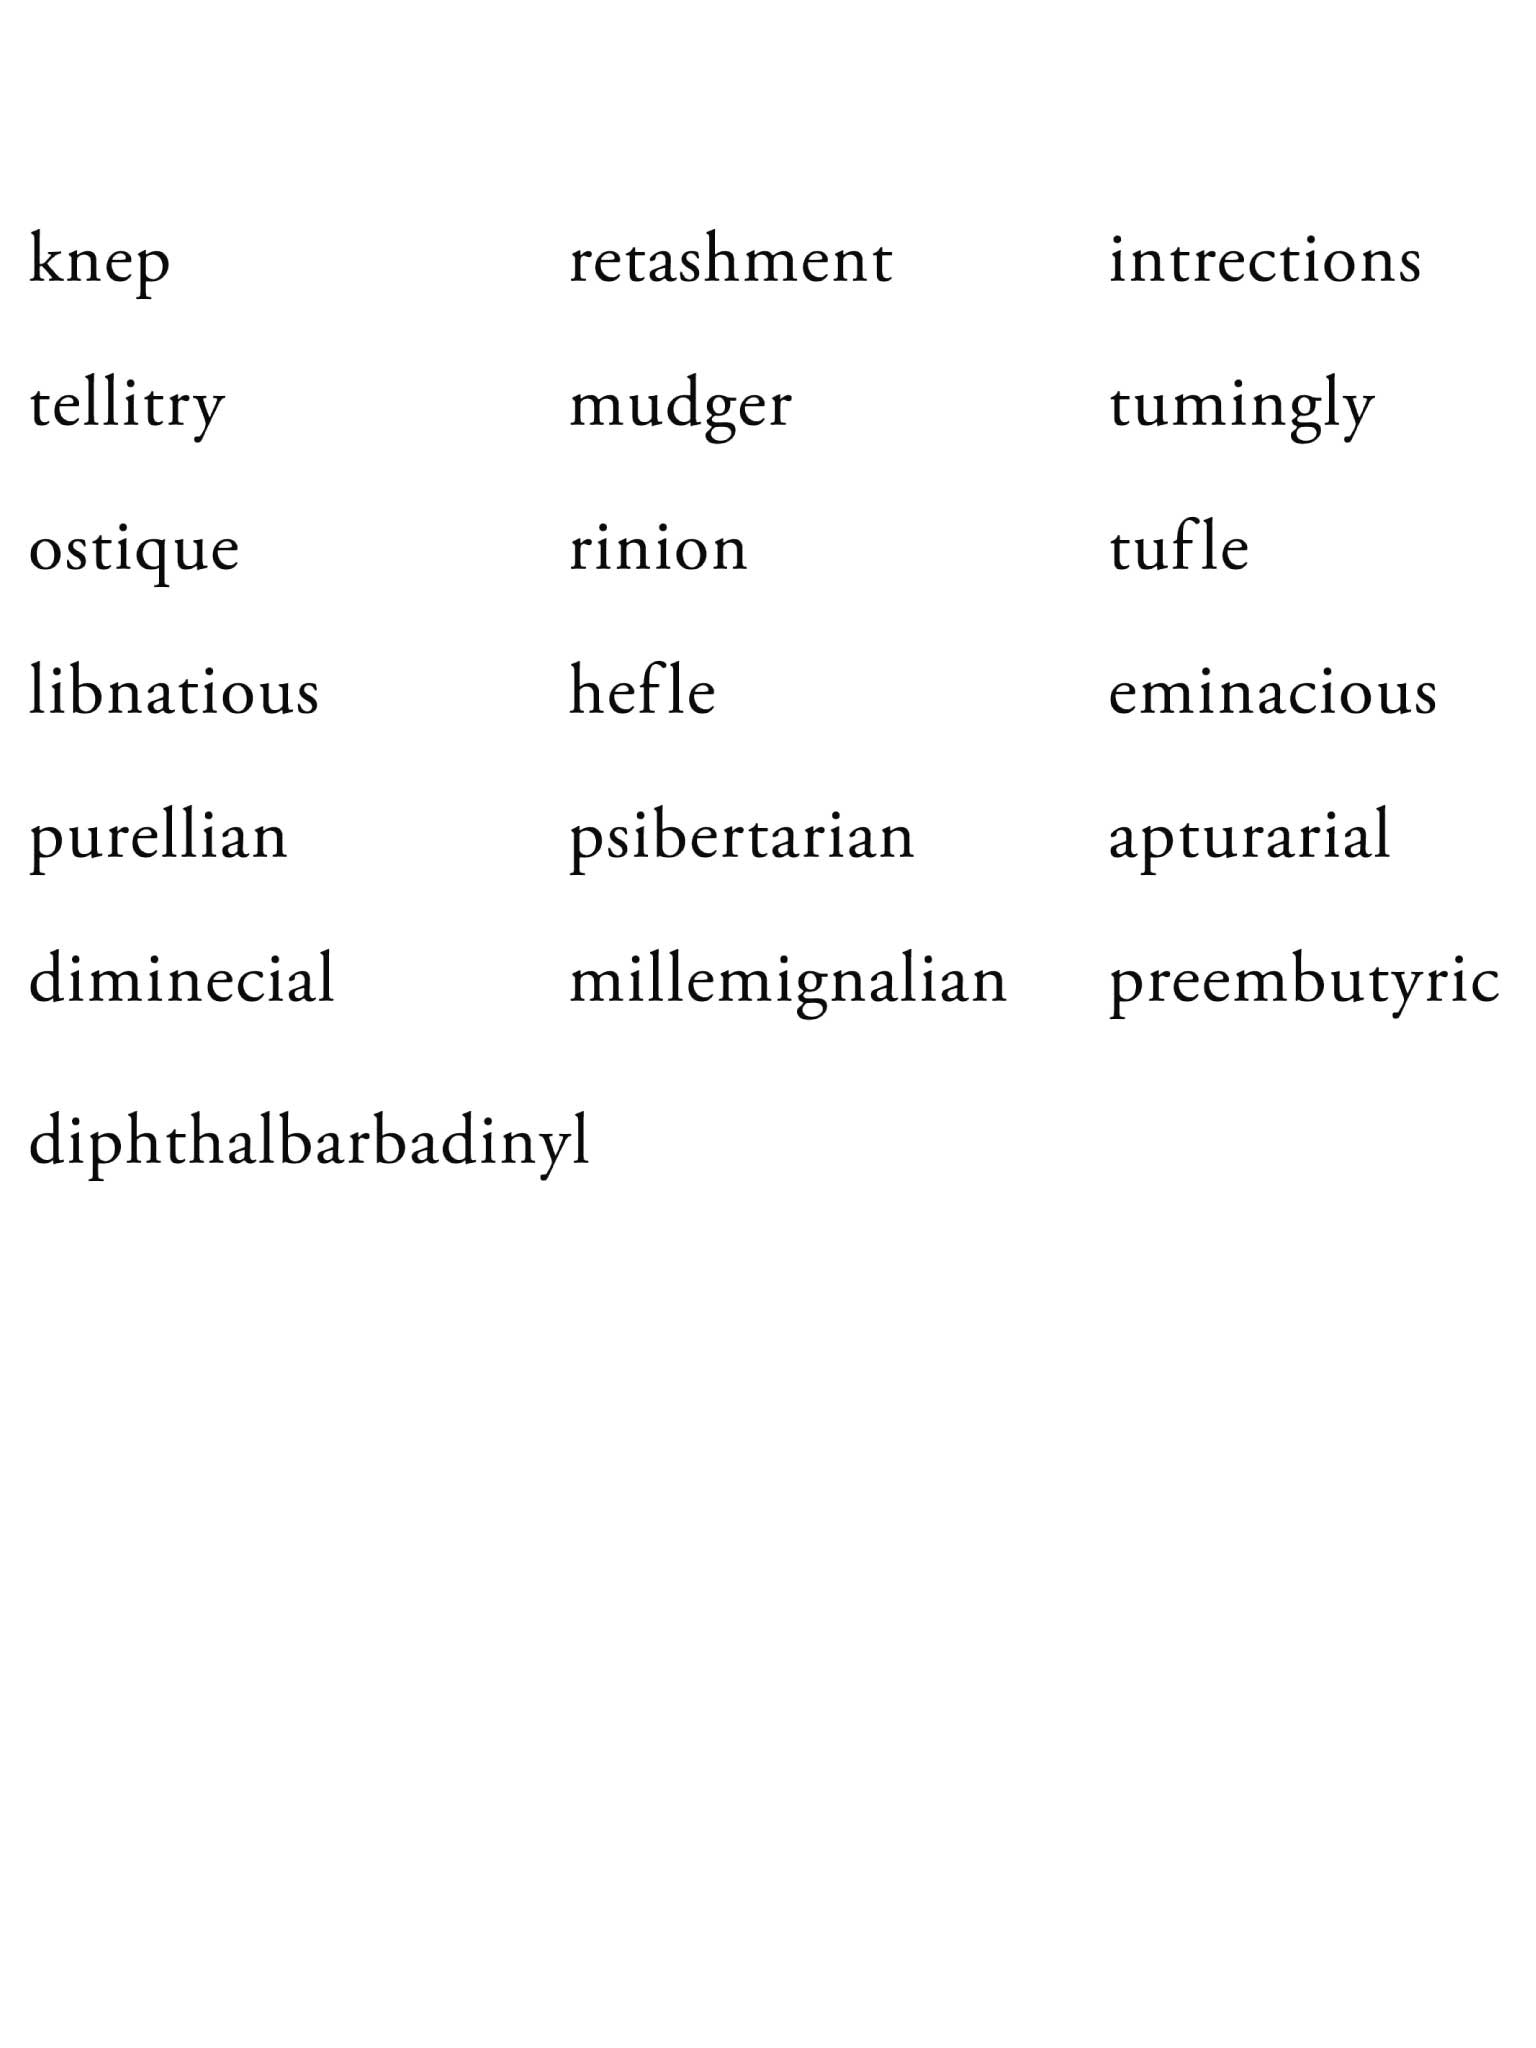 knep retashment intrections
tellitry mudger tumingly
ostique rinion tufle
libnatious hefle eminacious
purellian psibertarian apturarial
diminecial millemignalian preembutyric
diphthalbarbadinyl